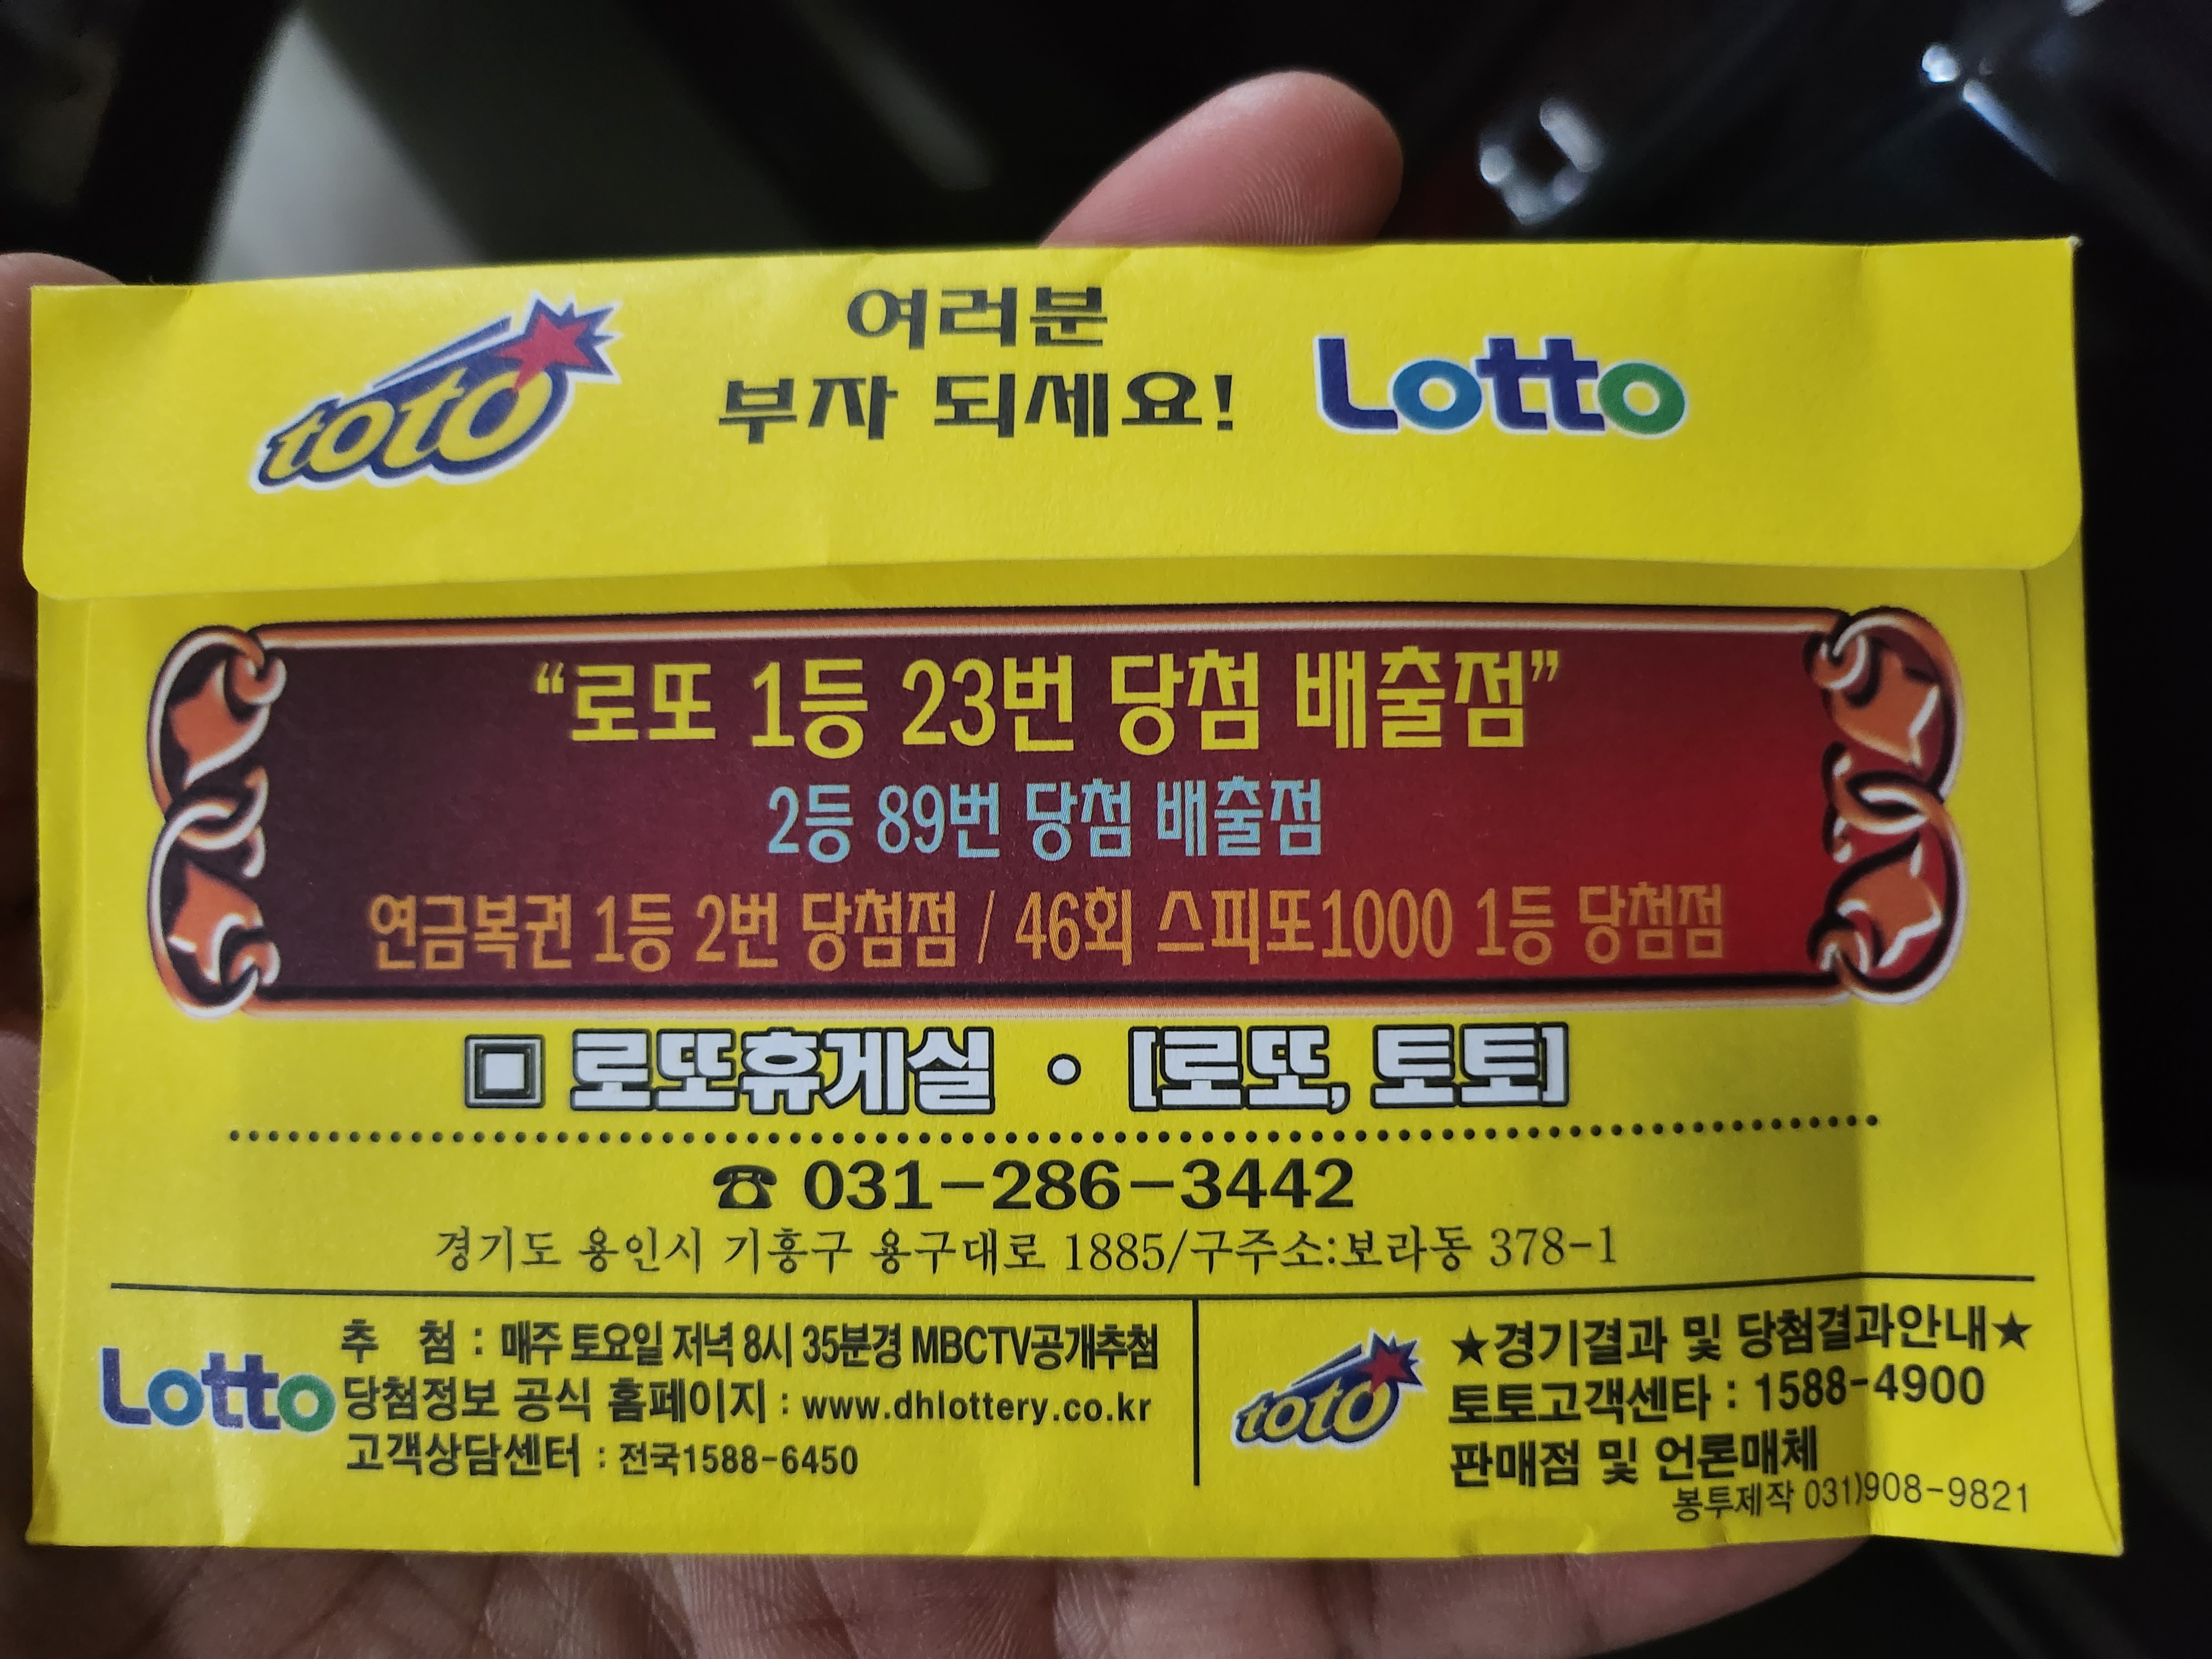 toto
여러분
부자 되세요!
Lotto
“로또 1등 23번 당첨 배출점”
2등 89번 당첨 배출점
연금복권 1등 2번 당첨점 / 46회 스피또1000 1등 당첨점
▣ 로또휴게실 ㆍ [로또, 토토]
☎ 031-286-3442
경기도 용인시 기흥구 용구대로 1885/구주소:보라동 378-1
Lotto
추 첨 : 매주 토요일 저녁 8시 35분경 MBCTV공개추첨
당첨정보 공식 홈페이지 : www.dhlottery.co.kr
고객상담센터 : 전국1588-6450
toto
★경기결과 및 당첨결과안내★
토토고객센타 : 1588-4900
판매점 및 언론매체
봉투제작 031)908-9821